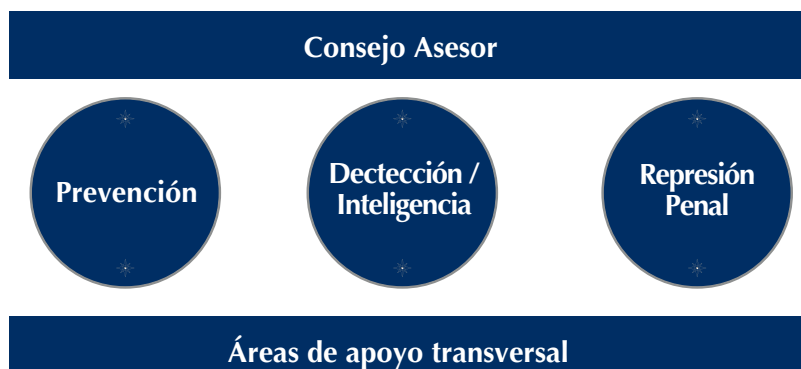 Consejo Asesor
Prevención
Dectección /
Inteligencia
Represión
Penal
Áreas de apoyo transversal